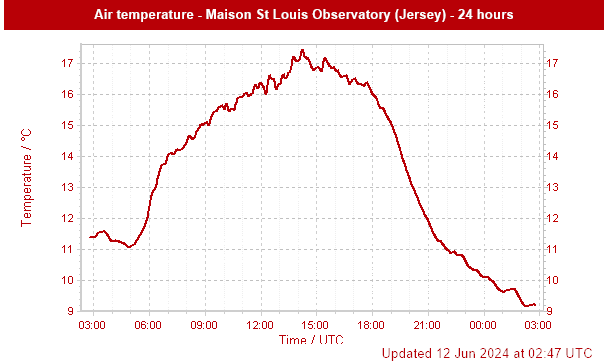 Air temperature - Maison St Louis Observatory (Jersey) - 24 hours
17 17
16 16
15 15
14 14
13 13
12 12
11 11
10 10
9 9
Temperature / °C
03:00 06:00 09:00 12:00 15:00 18:00 21:00 00:00 03:00
Time / UTC
Updated 12 Jun 2024 at 02:47 UTC